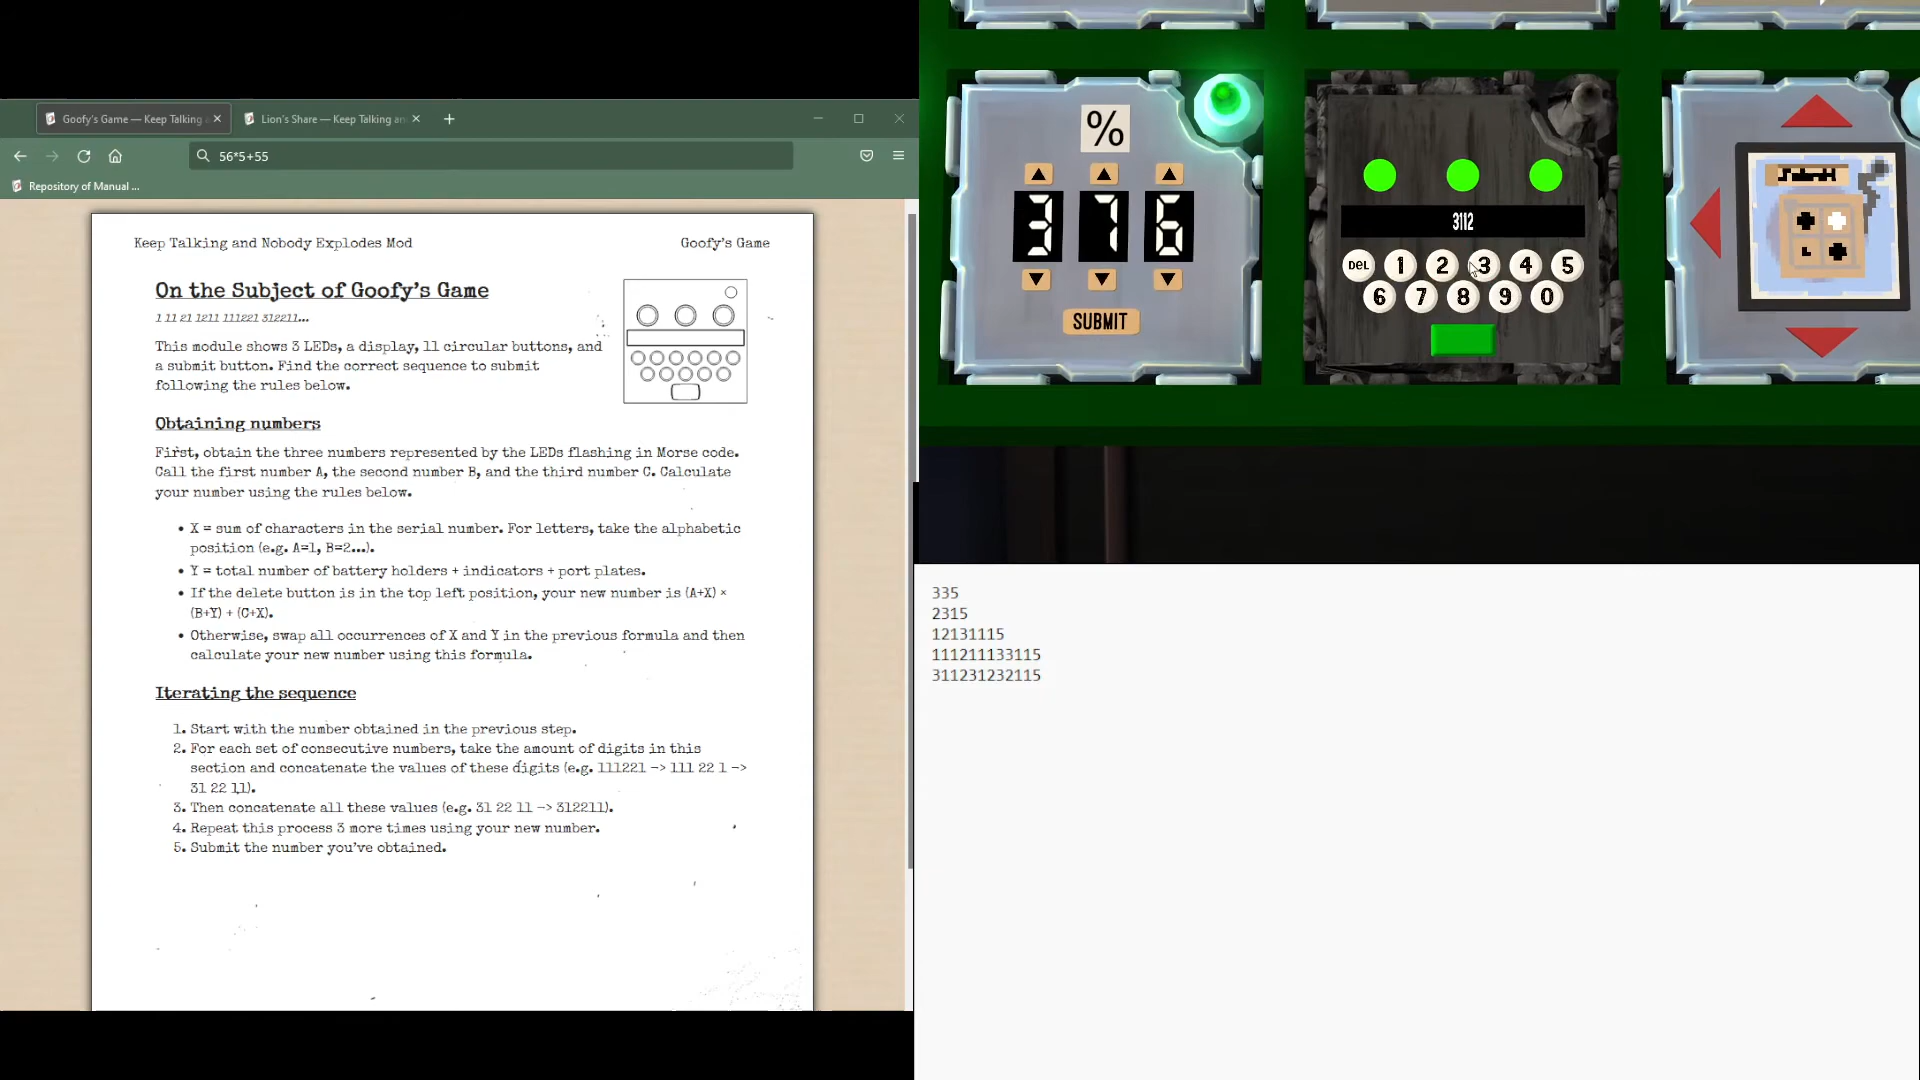 Goofy's Game — Keep Talking a
Lion's Share — Keep Talking an
56*5+55
Repository of Manual ...
Keep Talking and Nobody Explodes Mod
Goofy's Game
On the Subject of Goofy's Game
1 11 21 1211 111221 312211...
This module shows 3 LEDs, a display, 11 circular buttons, and
a submit button. Find the correct sequence to submit
following the rules below.
Obtaining numbers
First, obtain the three numbers represented by the LEDs flashing in Morse code.
Call the first number A, the second number B, and the third number C. Calculate
your number using the rules below.
• X = sum of characters in the serial number. For letters, take the alphabetic
position (e.g. A=1, B=2...).
• Y = total number of battery holders + indicators + port plates.
• If the delete button is in the top left position, your new number is (A+X) ×
(B+Y) + (C+X).
• Otherwise, swap all occurrences of X and Y in the previous formula and then
calculate your new number using this formula.
Iterating the sequence
1. Start with the number obtained in the previous step.
2. For each set of consecutive numbers, take the amount of digits in this
section and concatenate the values of these digits (e.g. 111221 -> 111 22 1 ->
31 22 11).
3. Then concatenate all these values (e.g. 31 22 11 -> 312211).
4. Repeat this process 3 more times using your new number.
5. Submit the number you've obtained.
%
3 7 6
SUBMIT
3112
DEL 1 2 3 4 5
6 7 8 9 0
335
2315
12131115
111211133115
311231232115